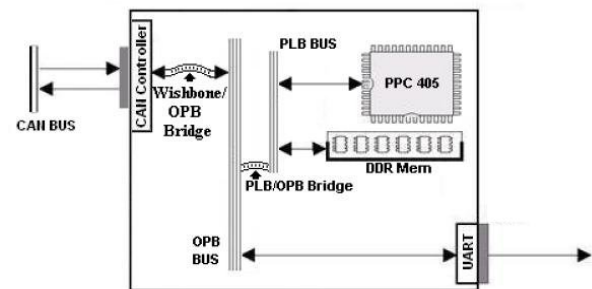 CAN BUS
CAN Controller
Wishbone/
OPB
Bridge
PLB BUS
PPC 405
DDR Mem
PLB/OPB Bridge
OPB
BUS
UART